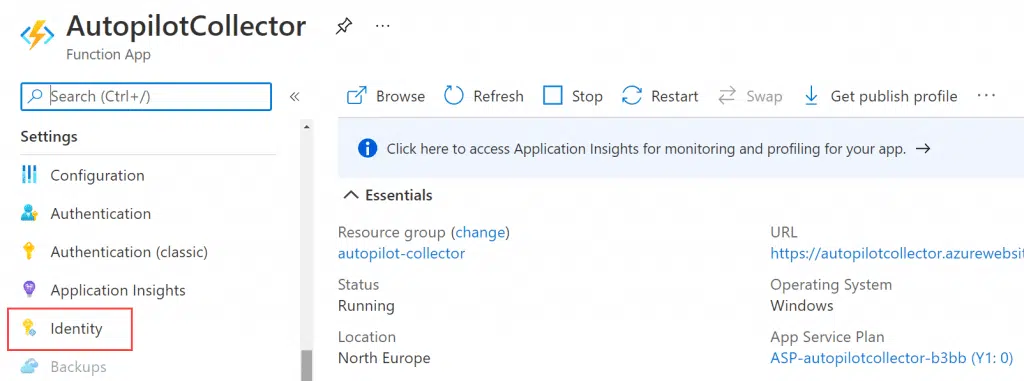 AutopilotCollector
Function App
Search (Ctrl+/)
Settings
Configuration
Authentication
Authentication (classic)
Application Insights
Identity
Backups
Browse Refresh Stop Restart Swap Get publish profile
Click here to access Application Insights for monitoring and profiling for your app.
Essentials
Resource group (change)
autopilot-collector
Status
Running
Location
North Europe
URL
https://autopilotcollector.azurewebsit
Operating System
Windows
App Service Plan
ASP-autopilotcollector-b3bb (Y1: 0)